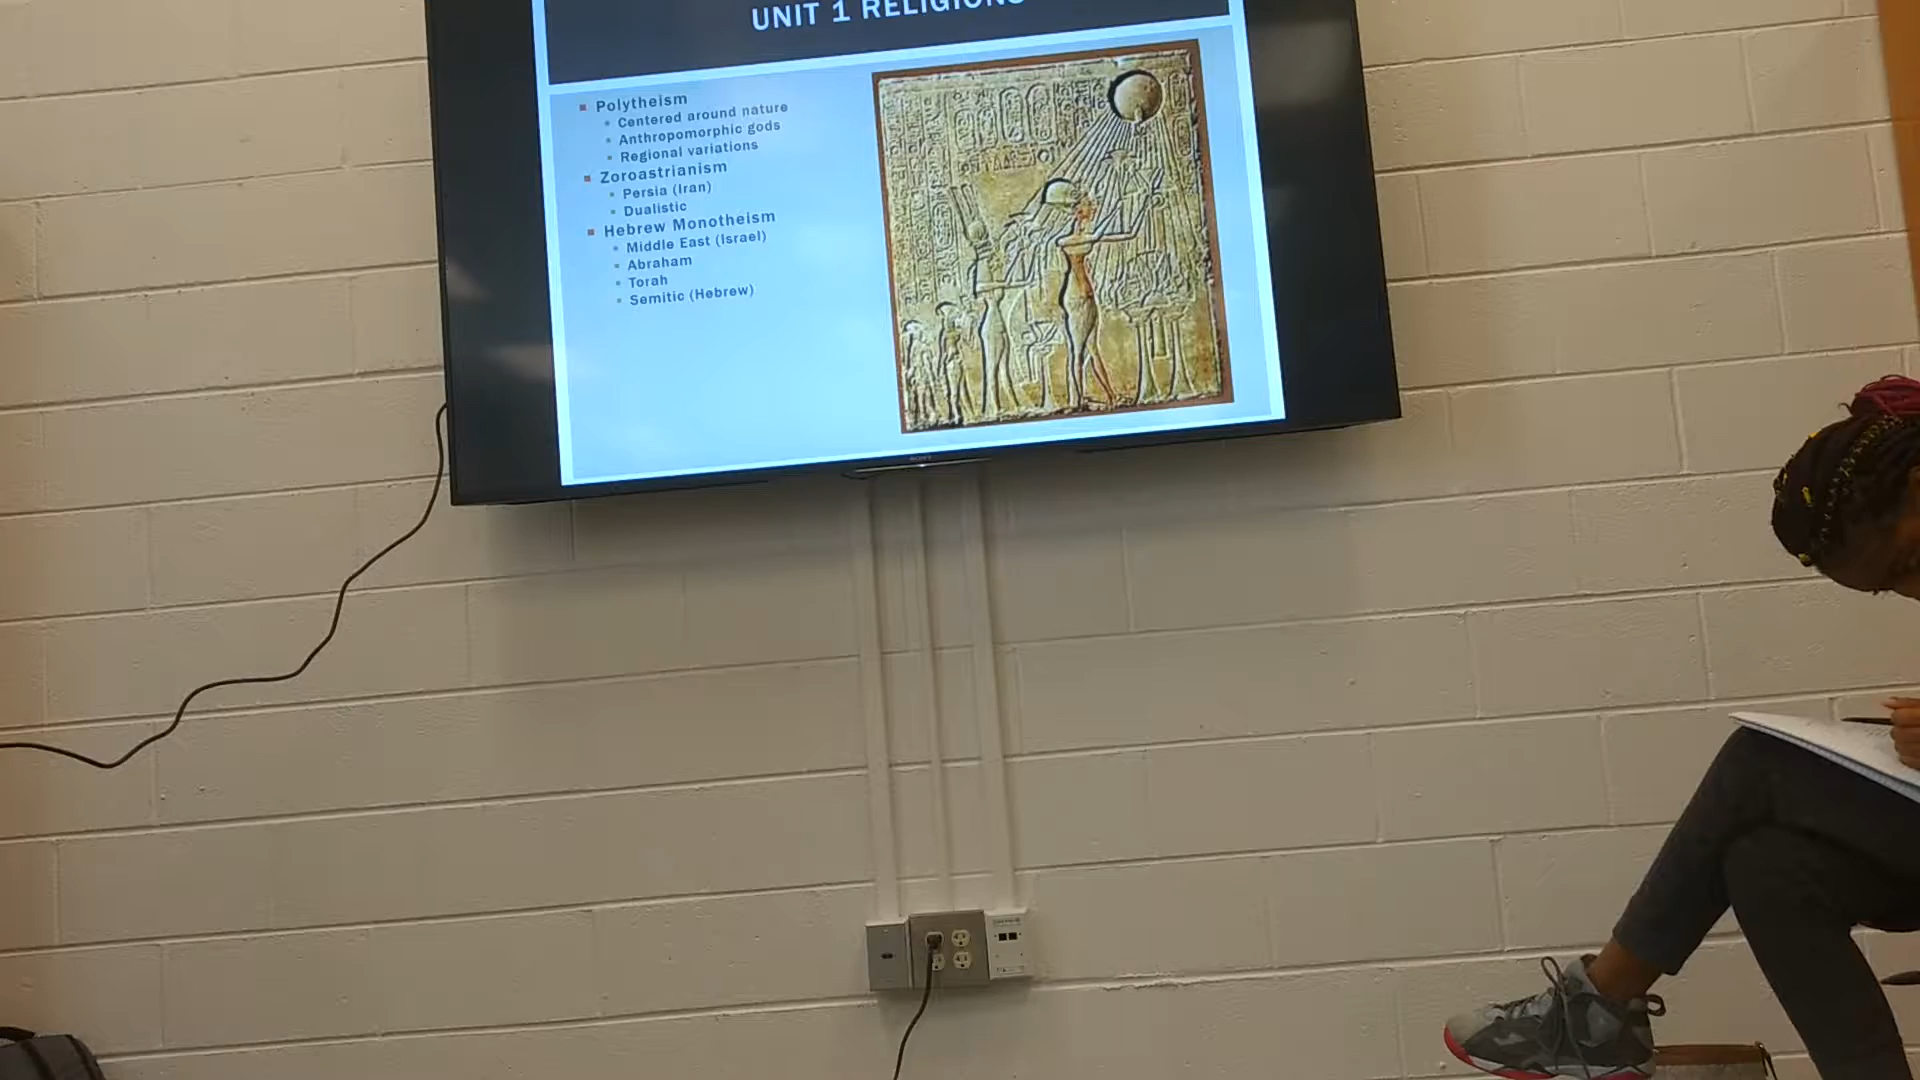 UNIT 1 RELIGIONS
Polytheism
Centered around nature
Anthropomorphic gods
Regional variations
Zoroastrianism
Persia (Iran)
Dualistic
Hebrew Monotheism
Middle East (Israel)
Abraham
Torah
Semitic (Hebrew)
SONY